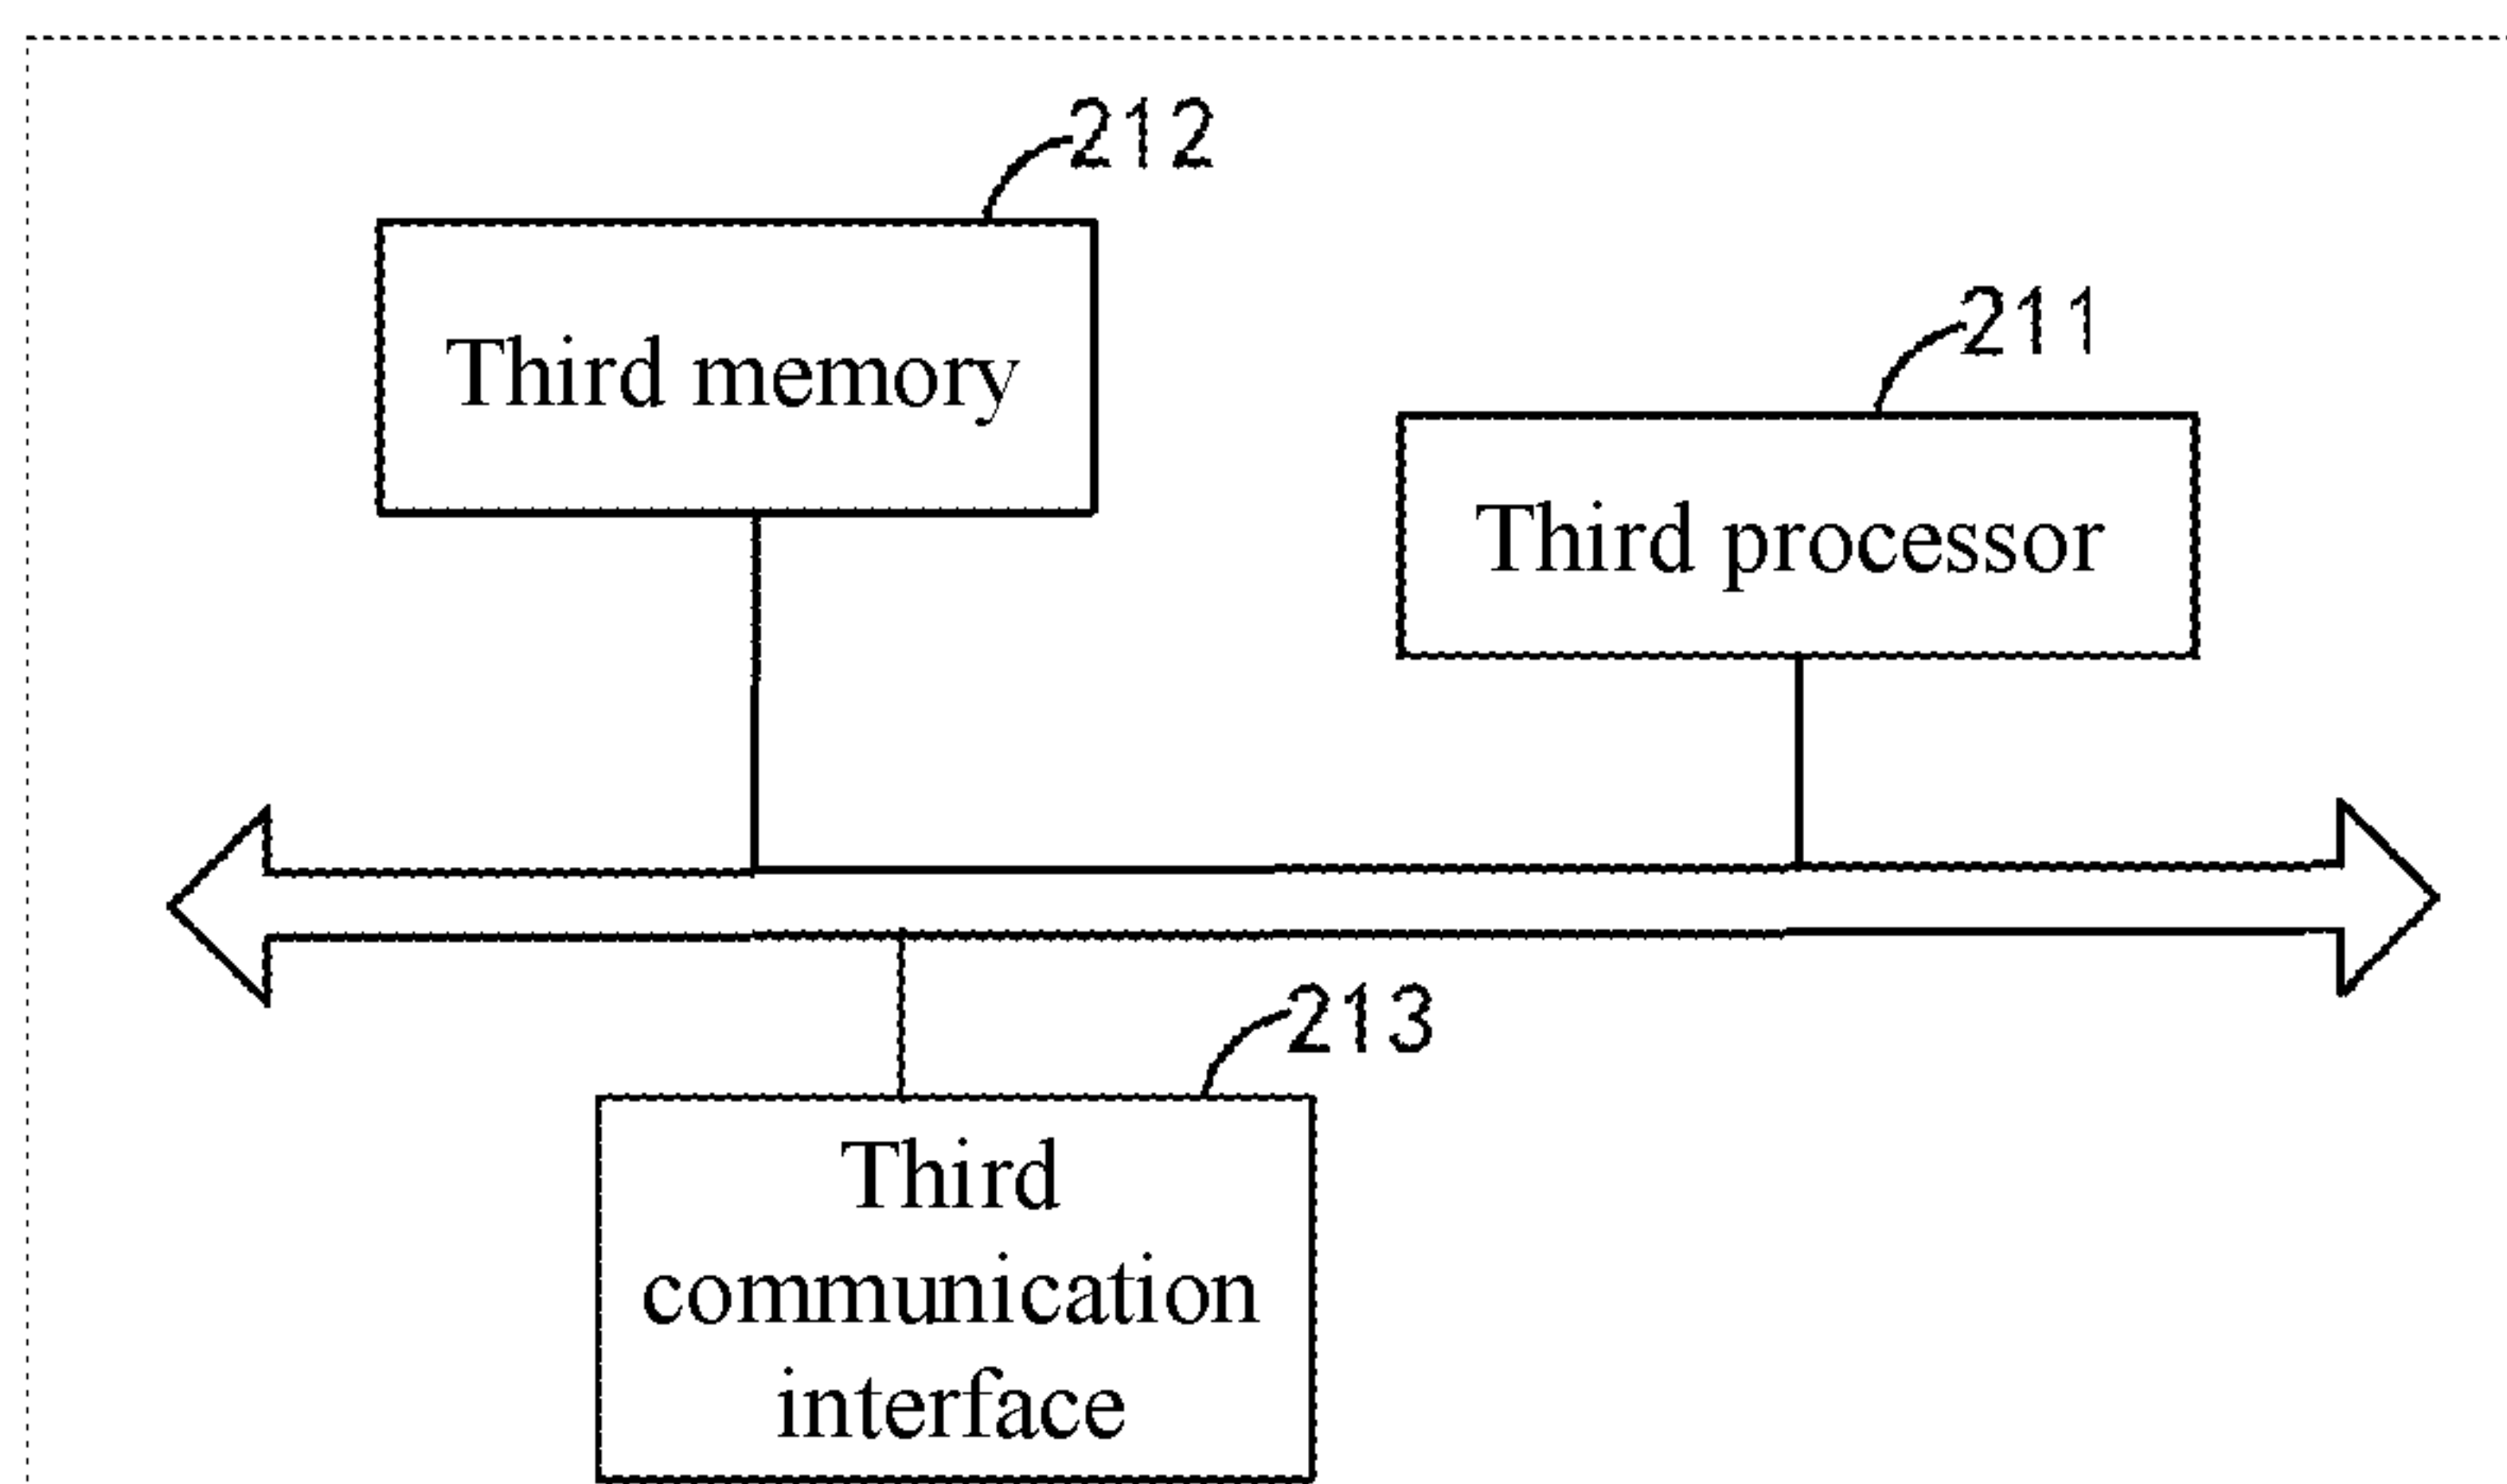 212
Third memory
211
Third processor
213
Third
communication
interface